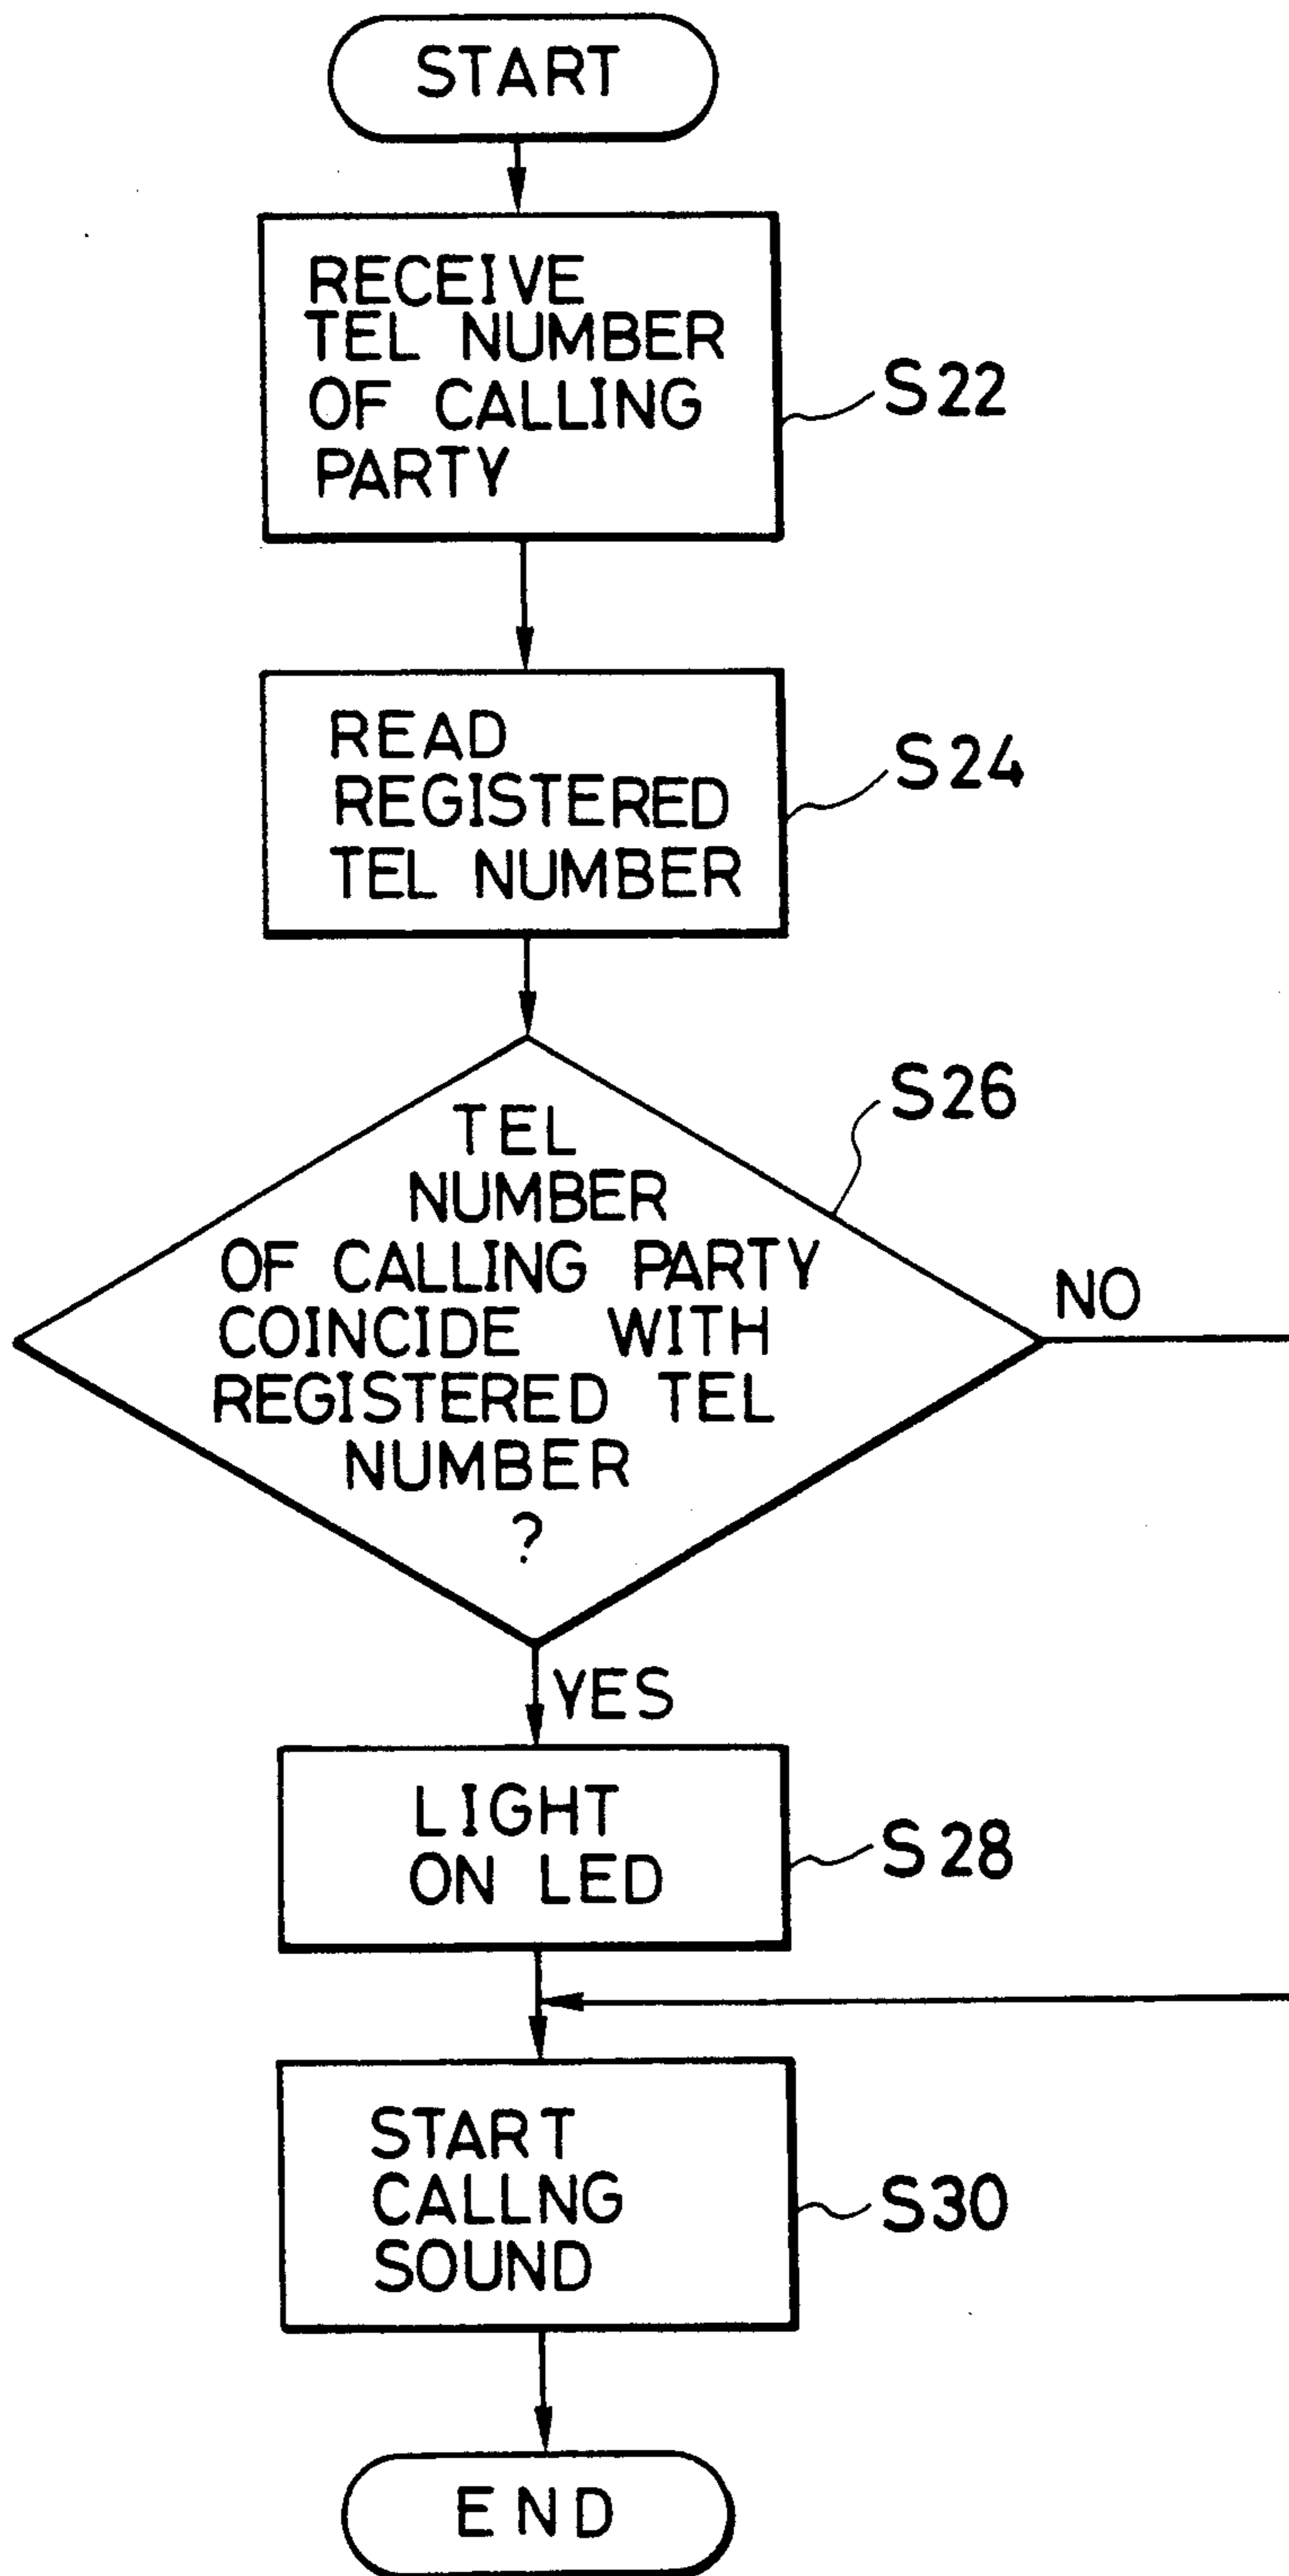 START
RECEIVE
TEL NUMBER
OF CALLING
PARTY
S22
READ
REGISTERED
TEL NUMBER
S24
TEL
NUMBER
OF CALLING PARTY
COINCIDE WITH
REGISTERED TEL
NUMBER
?
S26
NO
YES
LIGHT
ON LED
S28
START
CALLNG
SOUND
S30
END